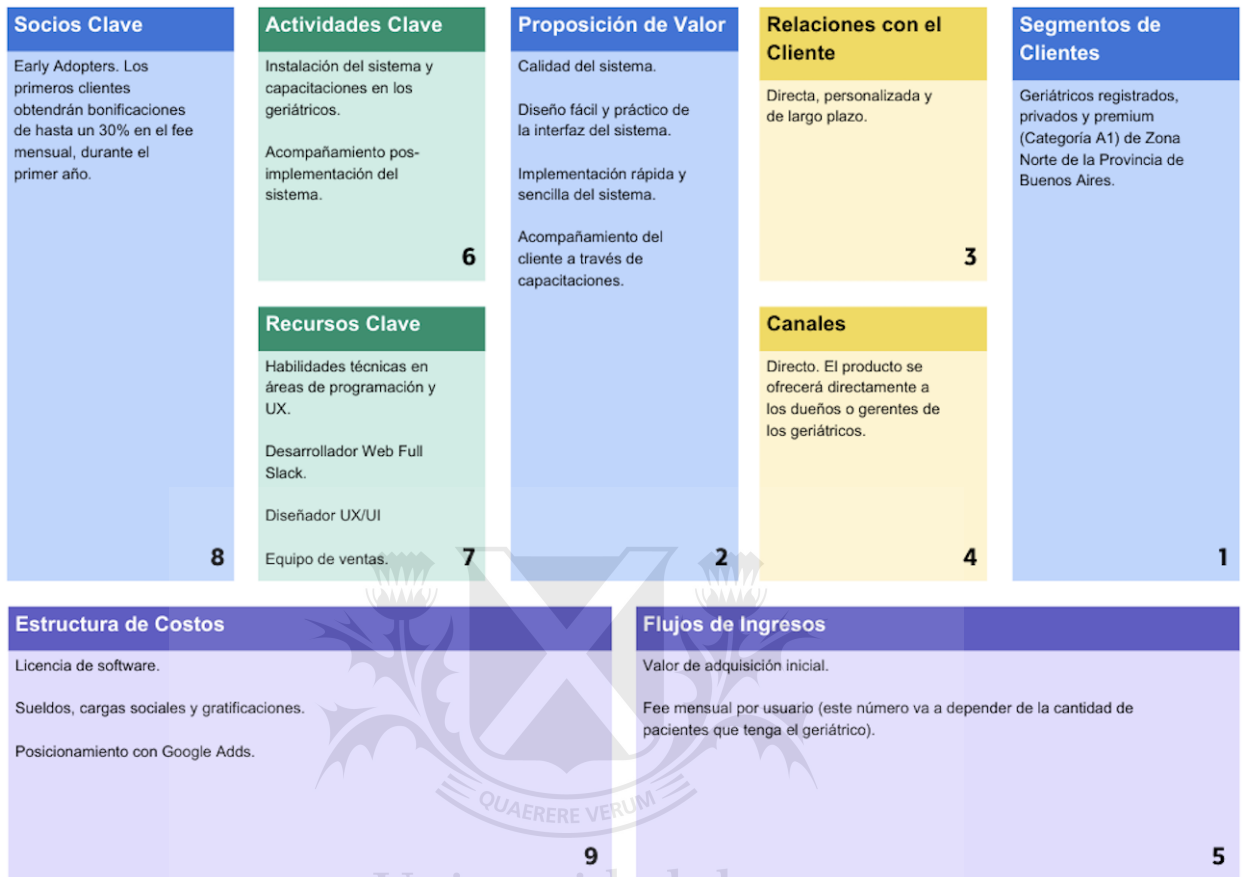 Socios Clave
Early Adopters. Los
primeros clientes
obtendrán bonificaciones
de hasta un 30% en el fee
mensual, durante el
primer año.
8
Actividades Clave
Instalación del sistema y
capacitaciones en los
geriátricos.
Acompañamiento pos-
implementación del
sistema.
6
Recursos Clave
Habilidades técnicas en
áreas de programación y
UX.
Desarrollador Web Full
Slack.
Diseñador UX/UI
Equipo de ventas.
7
Proposición de Valor
Calidad del sistema.
Diseño fácil y práctico de
la interfaz del sistema.
Implementación rápida y
sencilla del sistema.
Acompañamiento del
cliente a través de
capacitaciones.
2
Relaciones con el
Cliente
Directa, personalizada y
de largo plazo.
3
Canales
Directo. El producto se
ofrecerá directamente a
los dueños o gerentes de
los geriátricos.
4
Segmentos de
Clientes
Geriátricos registrados,
privados y premium
(Categoría A1) de Zona
Norte de la Provincia de
Buenos Aires.
1
Estructura de Costos
Licencia de software.
Sueldos, cargas sociales y gratificaciones.
Posicionamiento con Google Adds.
9
Flujos de Ingresos
Valor de adquisición inicial.
Fee mensual por usuario (este número va a depender de la cantidad de
pacientes que tenga el geriátrico).
5
QUAERERE VERUM